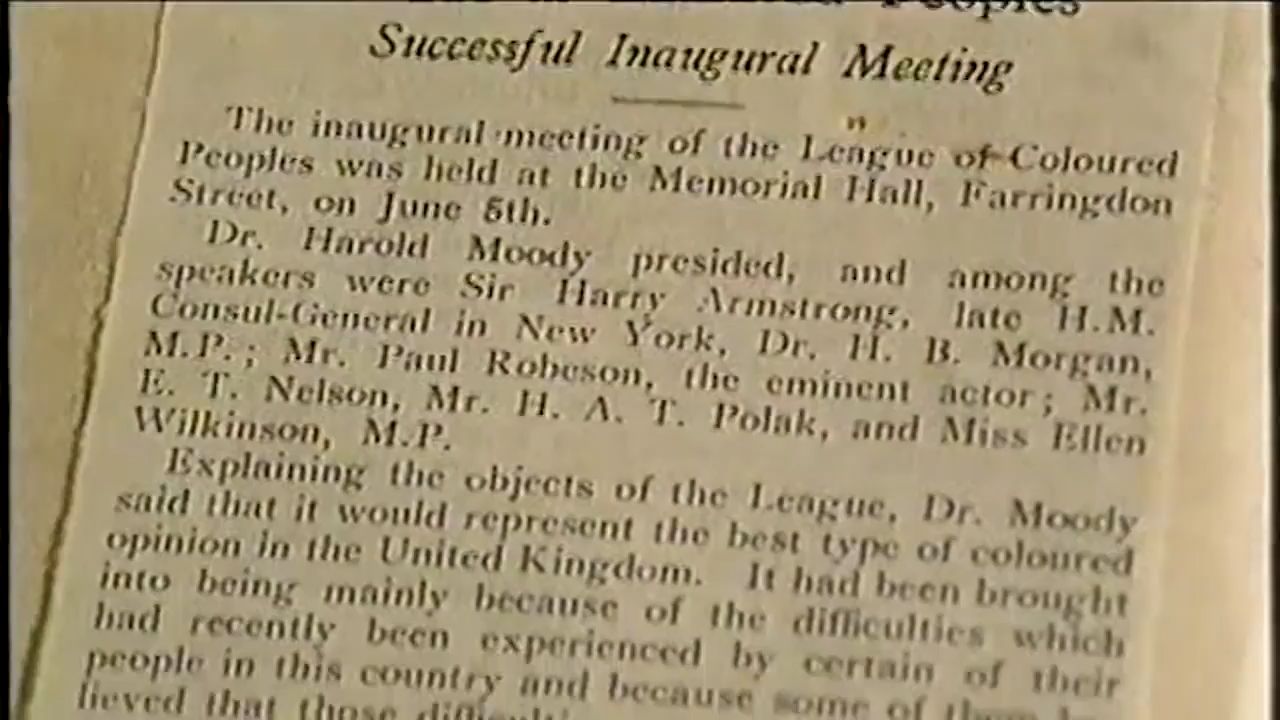 Peoples
Successful Inaugural Meeting
The inaugural meeting of the League of Coloured
Peoples was held at the Memorial Hall, Farringdon
Street, on June 5th.
Dr. Harold Moody presided, and among the
speakers were Sir Harry Armstrong, late H.M.
Consul-General in New York, Dr. H. B. Morgan,
M.P.; Mr. Paul Robeson, the eminent actor; Mr.
E. T. Nelson, Mr. H. A. T. Polak, and Miss Ellen
Wilkinson, M.P.
Explaining the objects of the League, Dr. Moody
said that it would represent the best type of coloured
opinion in the United Kingdom. It had been brought
into being mainly because of the difficulties which
had recently been experienced by certain of their
people in this country and because some of them
lieved that those